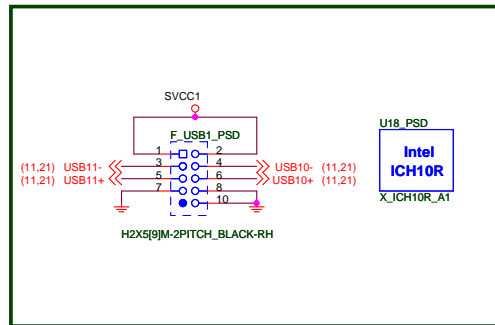 SVCC1
F_USB1_PSD
1 2
(11,21) USB11- 3 4 USB10- (11,21)
(11,21) USB11+ 5 6 USB10+ (11,21)
7 8
10
H2X5[9]M-2PITCH_BLACK-RH
U18_PSD
Intel
ICH10R
X_ICH10R_A1